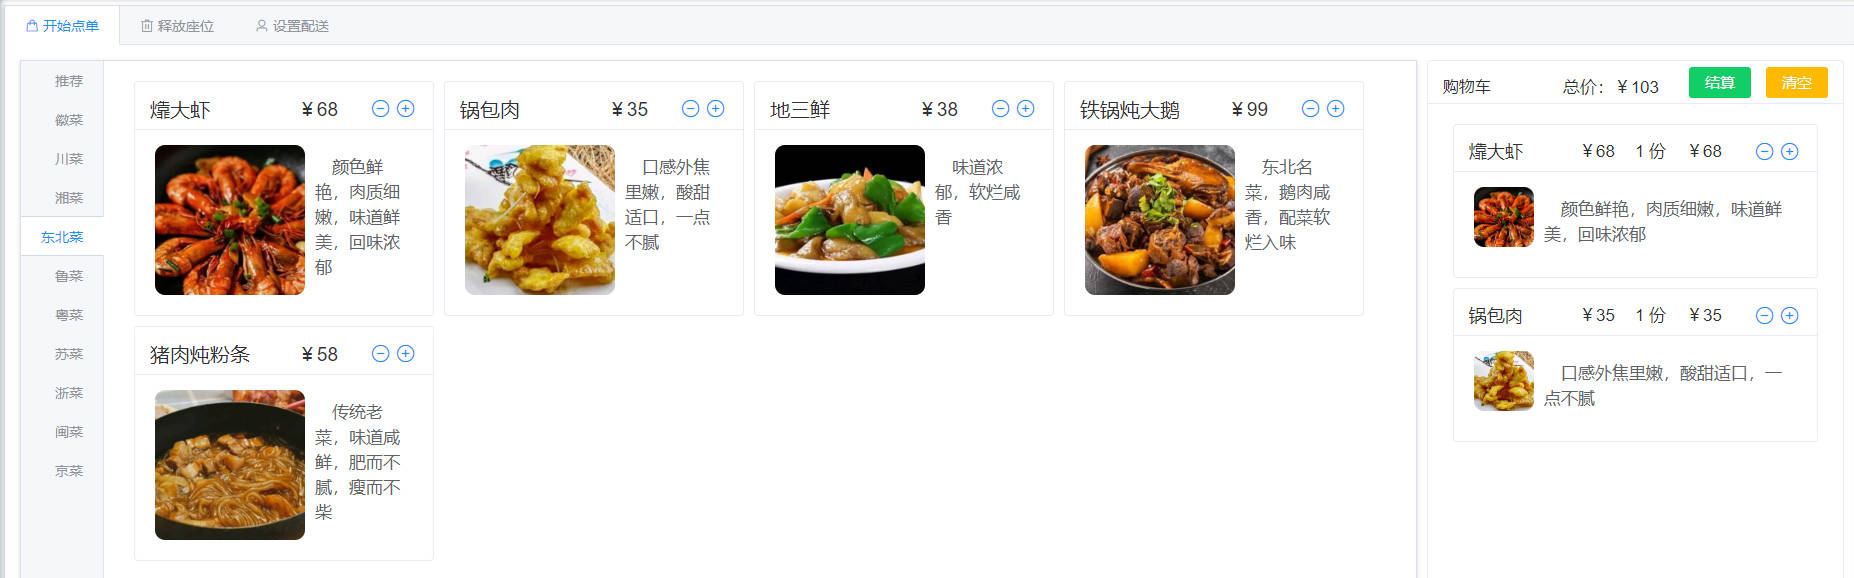 开始点单 释放座位 设置配送
推荐
徽菜
川菜
湘菜
东北菜
鲁菜
粤菜
苏菜
浙菜
闽菜
京菜
㸆大虾 ¥68
颜色鲜
艳，肉质细
嫩，味道鲜
美，回味浓
郁
锅包肉 ¥35
口感外焦
里嫩，酸甜
适口，一点
不腻
地三鲜 ¥38
味道浓
郁，软烂咸
香
铁锅炖大鹅 ¥99
东北名
菜，鹅肉咸
香，配菜软
烂入味
猪肉炖粉条 ¥58
传统老
菜，味道咸
鲜，肥而不
腻，瘦而不
柴
购物车 总价：¥103 结算 清空
㸆大虾 ¥68 1 份 ¥68
颜色鲜艳，肉质细嫩，味道鲜
美，回味浓郁
锅包肉 ¥35 1 份 ¥35
口感外焦里嫩，酸甜适口，一
点不腻